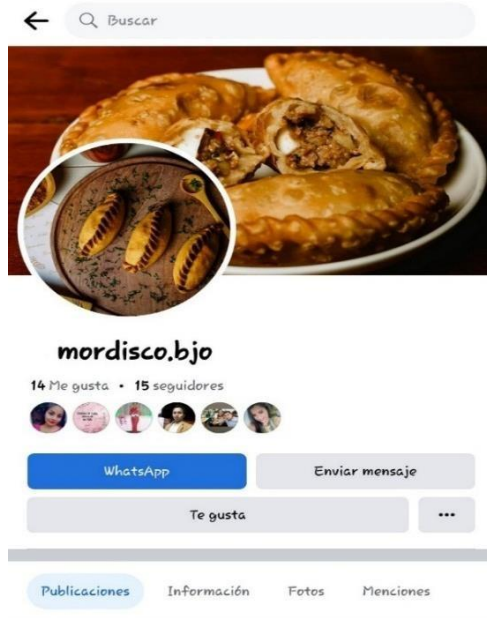 Buscar
mordisco.bjo
14 Me gusta • 15 seguidores
WhatsApp
Enviar mensaje
Te gusta
Publicaciones Información Fotos Menciones